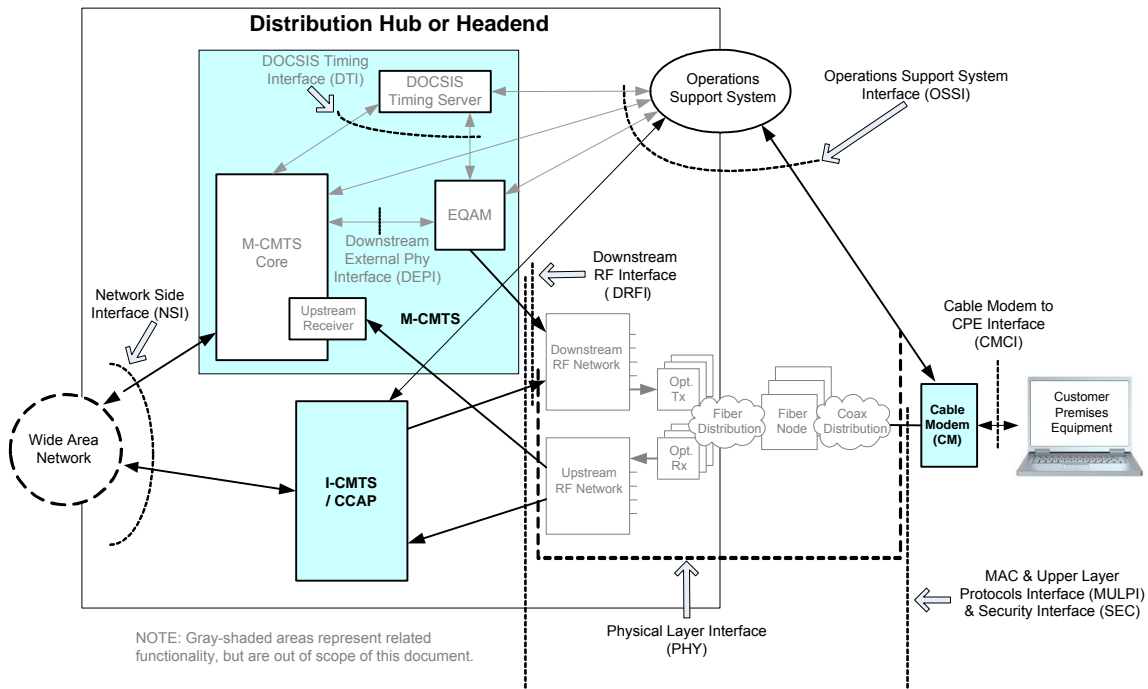 Distribution Hub or Headend
DOCSIS Timing
Interface (DTI)
DOCSIS
Timing Server
Operations
Support System
Operations Support System
Interface (OSSI)
M-CMTS
Core
EQAM
Downstream
External Phy
Interface (DEPI)
Upstream
Receiver
M-CMTS
Network Side
Interface (NSI)
Wide Area
Network
I-CMTS
/ CCAP
Downstream
RF Interface
( DRFI)
Downstream
RF Network
Opt.
Tx
Fiber
Distribution
Fiber
Node
Coax
Distribution
Opt.
Rx
Upstream
RF Network
Cable
Modem
(CM)
Cable Modem to
CPE Interface
(CMCI)
Customer
Premises
Equipment
Physical Layer Interface
(PHY)
MAC & Upper Layer
Protocols Interface (MULPI)
& Security Interface (SEC)
NOTE: Gray-shaded areas represent related
functionality, but are out of scope of this document.